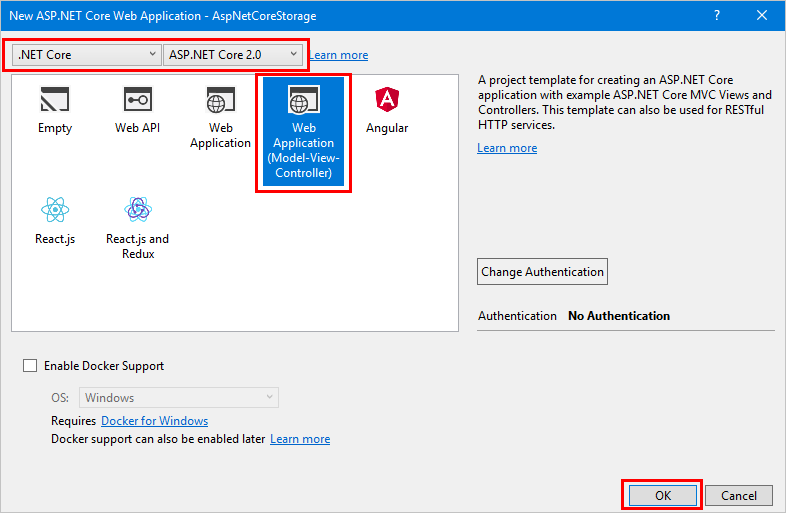 New ASP.NET Core Web Application - AspNetCoreStorage
?
.NET Core
ASP.NET Core 2.0
Learn more
Empty
Web API
Web
Application
Web
Application
(Model-View-
Controller)
Angular
React.js
React.js and
Redux
A project template for creating an ASP.NET Core
application with example ASP.NET Core MVC Views and
Controllers. This template can also be used for RESTful
HTTP services.
Learn more
Change Authentication
Authentication No Authentication
Enable Docker Support
OS: Windows
Requires Docker for Windows
Docker support can also be enabled later Learn more
OK
Cancel